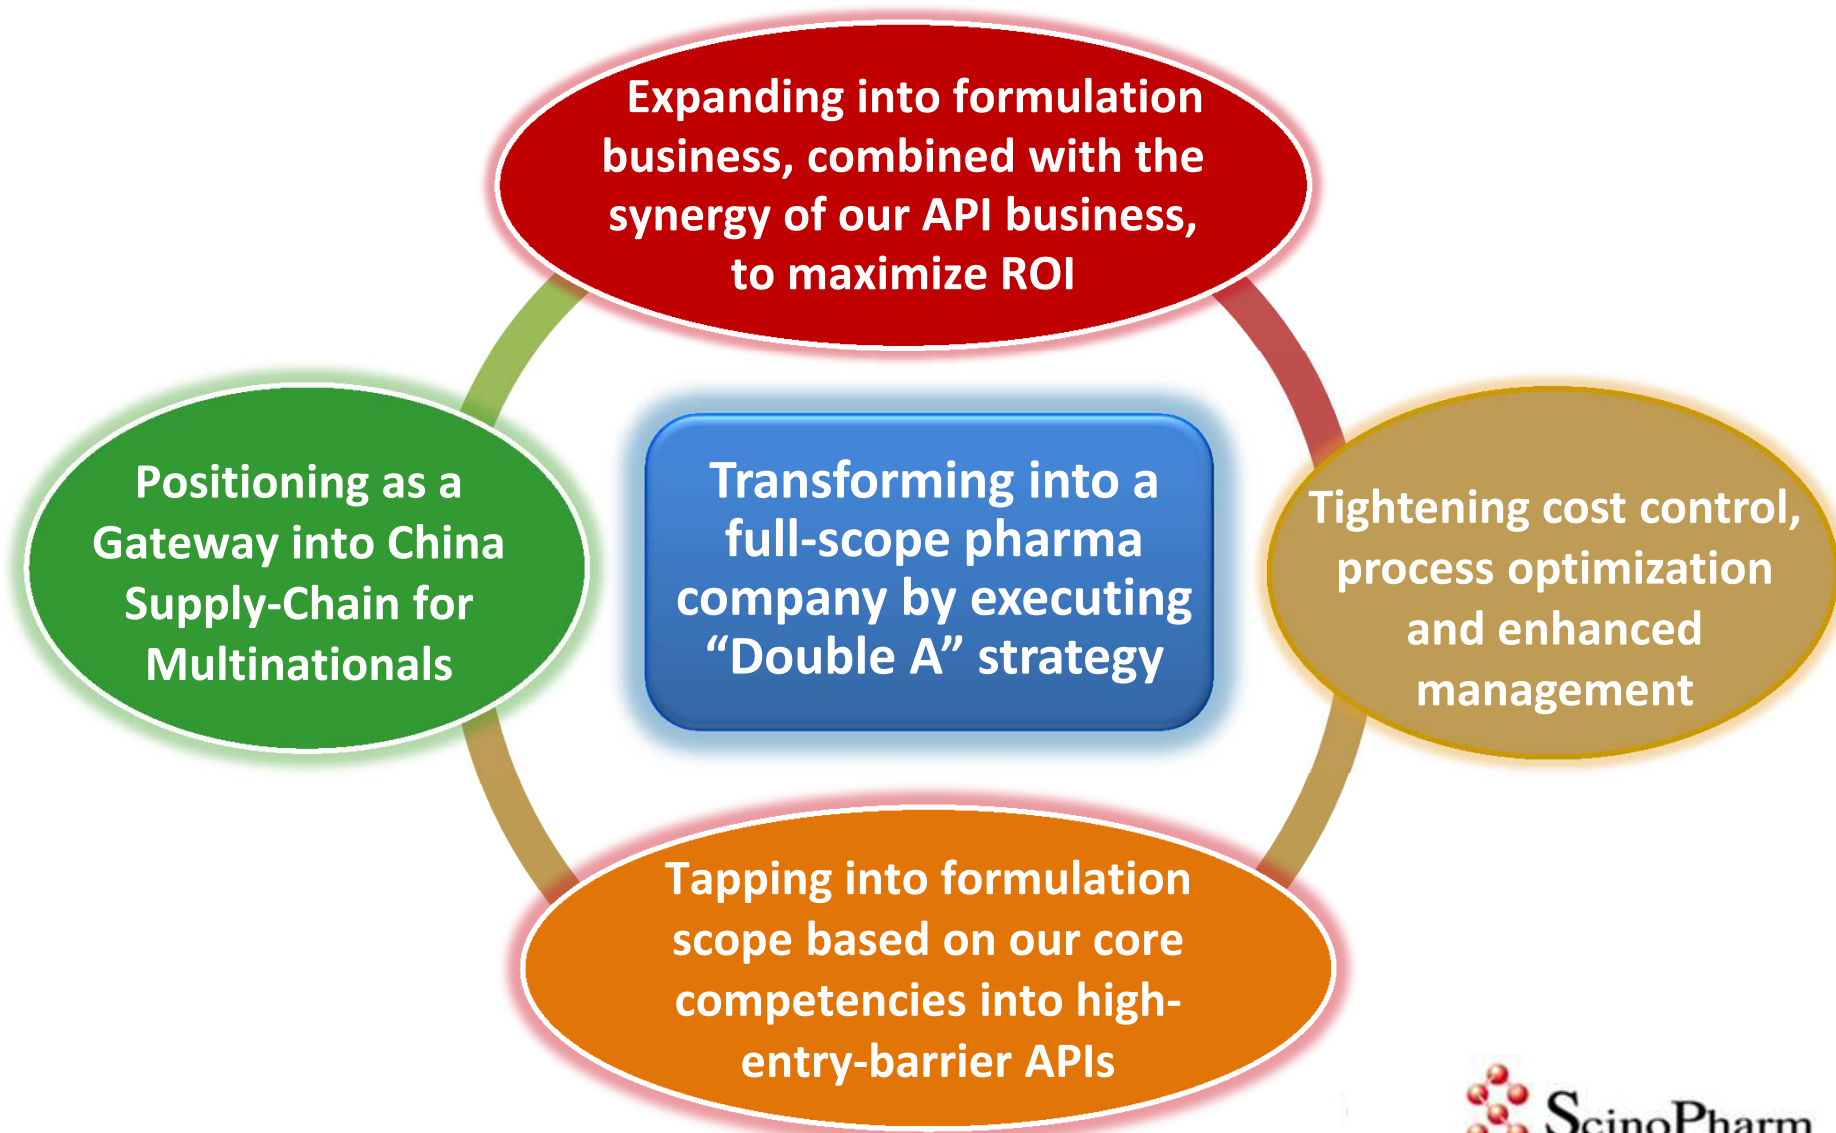 Expanding into formulation
business, combined with the
synergy of our API business,
to maximize ROI
Positioning as a
Gateway into China
Supply-Chain for
Multinationals
Transforming into a
full-scope pharma
company by executing
“Double A” strategy
Tightening cost control,
process optimization
and enhanced
management
Tapping into formulation
scope based on our core
competencies into high-
entry-barrier APIs
ScinoPharm